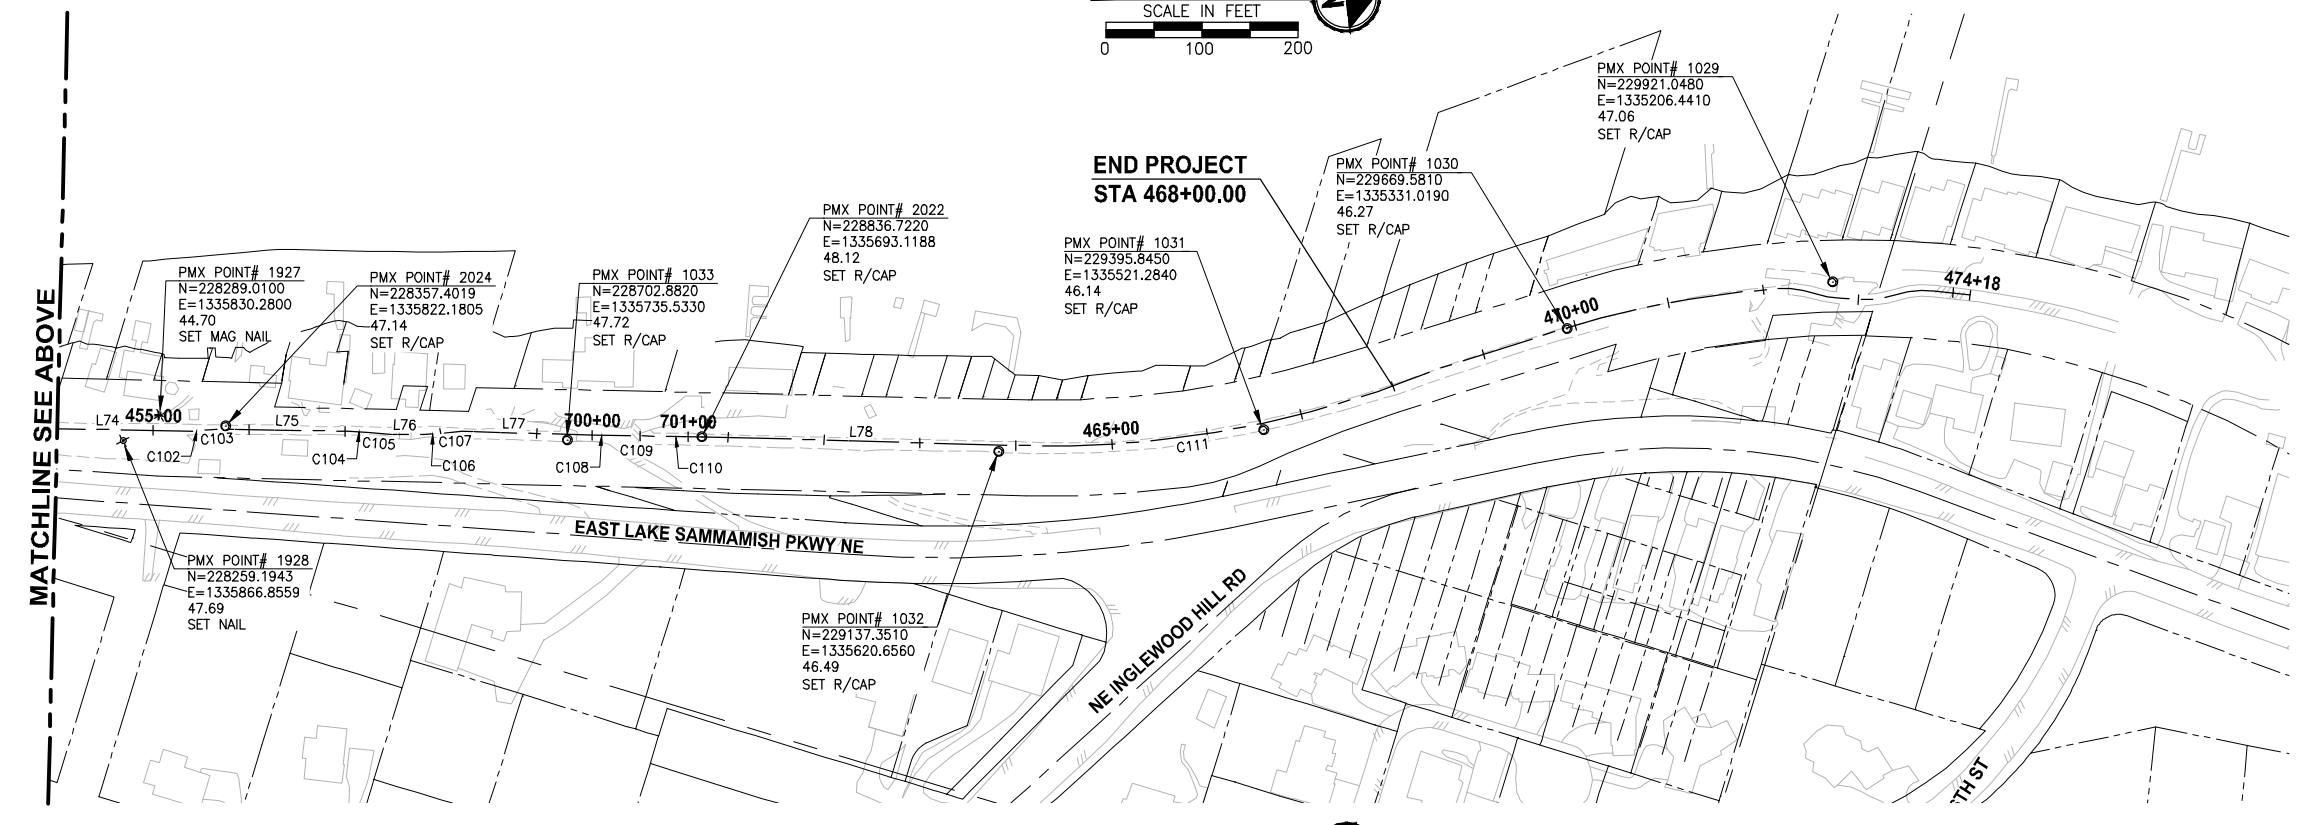 SCALE IN FEET
0 100 200
PMX POINT# 1029
N=229921.0480
E=1335206.4410
47.06
SET R/CAP
END PROJECT
STA 468+00.00
PMX POINT# 1030
N=229669.5810
E=1335331.0190
46.27
SET R/CAP
PMX POINT# 2022
N=228836.7220
E=1335693.1188
48.12
SET R/CAP
PMX POINT# 1031
N=229395.8450
E=1335521.2840
46.14
SET R/CAP
PMX POINT# 1927
N=228289.0100
E=1335830.2800
44.70
SET MAG NAIL
PMX POINT# 2024
N=228357.4019
E=1335822.1805
47.14
SET R/CAP
PMX POINT# 1033
N=228702.8820
E=1335735.5330
47.72
SET R/CAP
474+18
470+00
MATCHLINE SEE ABOVE
L74 455+00 L75 L76 L77 700+00 701+00 L78 465+00
C103 C105 C107 C109 C111
C102 C104 C106 C108 C110
EAST LAKE SAMMAMISH PKWY NE
PMX POINT# 1928
N=228259.1943
E=1335866.8559
47.69
SET NAIL
PMX POINT# 1032
N=229137.3510
E=1335620.6560
46.49
SET R/CAP
NE INGLEWOOD HILL RD
TH ST